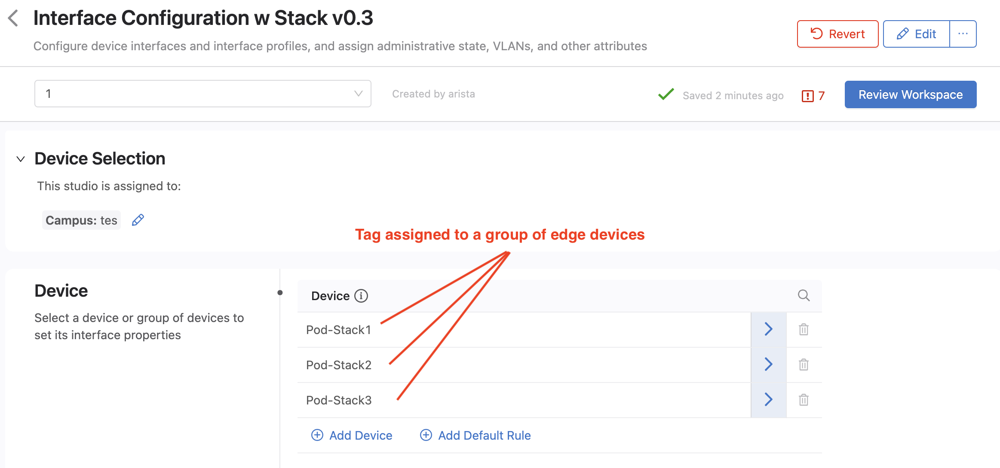 Interface Configuration w Stack v0.3
Configure device interfaces and interface profiles, and assign administrative state, VLANs, and other attributes
Revert
Edit
...
1
Created by arista
Saved 2 minutes ago
7
Review Workspace
Device Selection
This studio is assigned to:
Campus: tes
Tag assigned to a group of edge devices
Device
Select a device or group of devices to
set its interface properties
Device
Pod-Stack1
Pod-Stack2
Pod-Stack3
Add Device
Add Default Rule